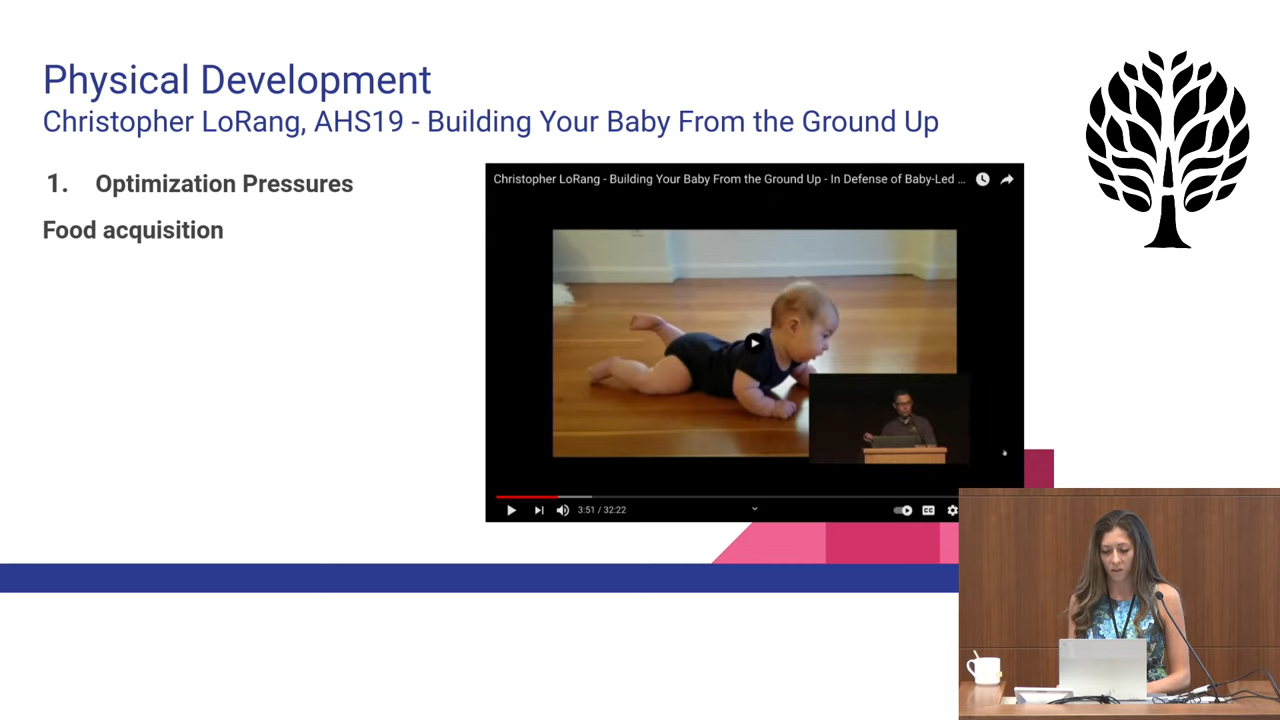 Physical Development
Christopher LoRang, AHS19 - Building Your Baby From the Ground Up
1. Optimization Pressures
Food acquisition
Christopher LoRang - Building Your Baby From the Ground Up - In Defense of Baby-Led ...
3:51 / 32:22
CC